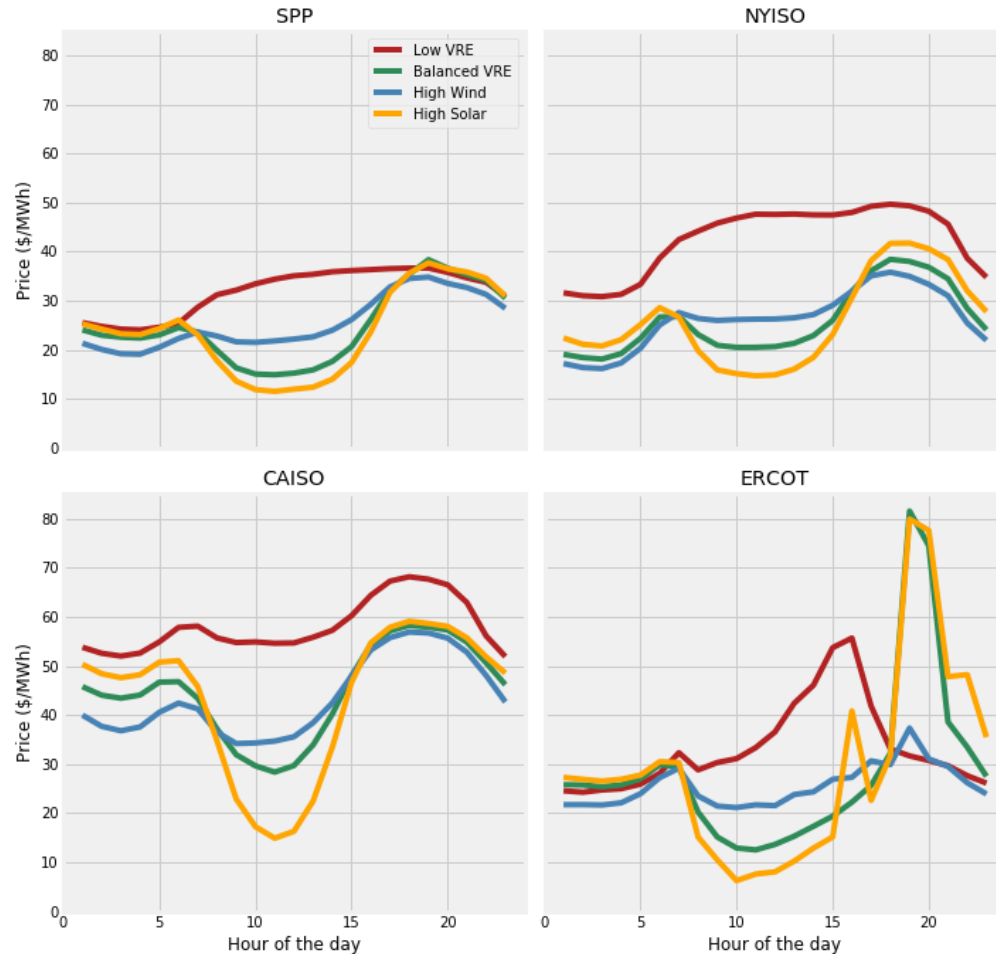 SPP
NYISO
Low VRE
Balanced VRE
High Wind
High Solar
80
70
60
50
40
30
20
10
0
Price ($/MWh)
CAISO
ERCOT
80
70
60
50
40
30
20
10
0
Price ($/MWh)
0 5 10 15 20
0 5 10 15 20
Hour of the day
Hour of the day